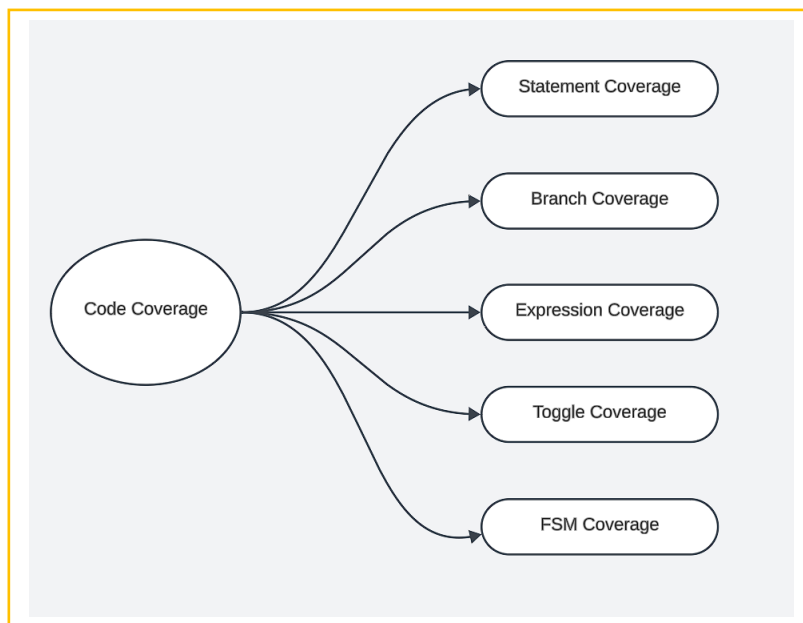 Statement Coverage
Branch Coverage
Code Coverage
Expression Coverage
Toggle Coverage
FSM Coverage